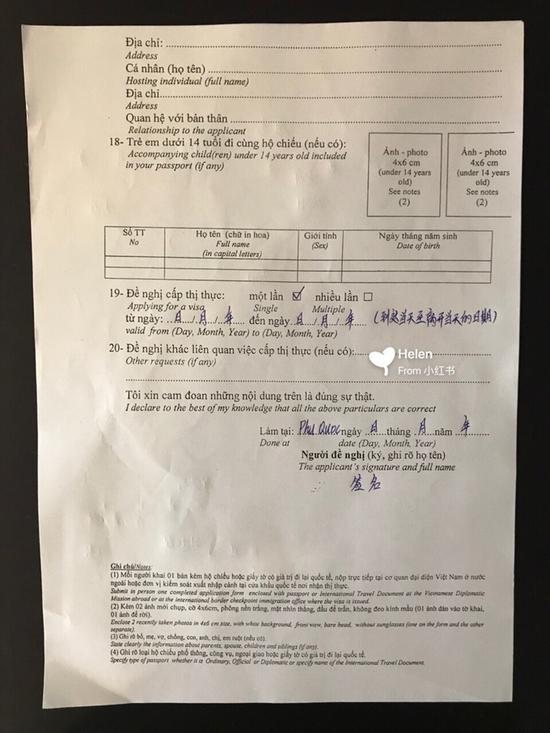 Địa chỉ:
Address
Cá nhân (họ tên)
Hosting individual (full name)
Địa chỉ
Address
Quan hệ với bản thân
Relationship to the applicant
18- Trẻ em dưới 14 tuổi đi cùng hộ chiếu (nếu có):
Accompanying child(ren) under 14 years old included
in your passport (if any)
Ảnh - photo
4x6 cm
(under 14 years
old)
See notes
(2)
Ảnh - photo
4x6 cm
(under 14 years
old)
See notes
(2)
Số TT Họ tên (chữ in hoa) Giới tính Ngày tháng năm sinh
No Full name (Sex) Date of birth
(in capital letters)
19- Đề nghị cấp thị thực: một lần ☑ nhiều lần ☐
Applying for a visa Single Multiple
từ ngày: 日/月/年 đến ngày 日/月/年 (到达当天至离开当天的日期)
valid from (Day, Month, Year) to (Day, Month, Year)
20- Đề nghị khác liên quan việc cấp thị thực (nếu có):
Other requests (if any)
Helen
From 小红书
Tôi xin cam đoan những nội dung trên là đúng sự thật.
I declare to the best of my knowledge that all the above particulars are correct
Làm tại: Phu Quoc ngày 日 tháng 月 năm 年
Done at date (Day, Month, Year)
Người đề nghị (ký, ghi rõ họ tên)
The applicant's signature and full name
签名
Ghi chú/Notes:
(1) Mỗi người khai 01 bản kèm hộ chiếu hoặc giấy tờ có giá trị đi lại quốc tế, nộp trực tiếp tại cơ quan đại diện Việt Nam ở nước
ngoài hoặc đơn vị kiểm soát xuất nhập cảnh tại cửa khẩu quốc tế nơi nhận thị thực.
Submit in person one completed application form enclosed with passport or International Travel Document at the Vietnamese Diplomatic
Mission abroad or at the international border checkpoint immigration office where the visa is issued.
(2) Kèm 02 ảnh mới chụp, cỡ 4x6cm, phông nền trắng, mặt nhìn thẳng, đầu để trần, không đeo kính mầu (01 ảnh dán vào tờ khai,
01 ảnh để rời).
Enclose 2 recently taken photos in 4x6 cm size, with white background, front view, bare head, without sunglasses (one on the form and the other
separate).
(3) Ghi rõ bố, mẹ, vợ, chồng, con, anh, chị, em ruột (nếu có).
State clearly the information about parents, spouse, children and siblings (if any).
(4) Ghi rõ loại hộ chiếu phổ thông, công vụ, ngoại giao hoặc giấy tờ có giá trị đi lại quốc tế.
Specify type of passport whether it is Ordinary, Official or Diplomatic or specify name of the International Travel Document.